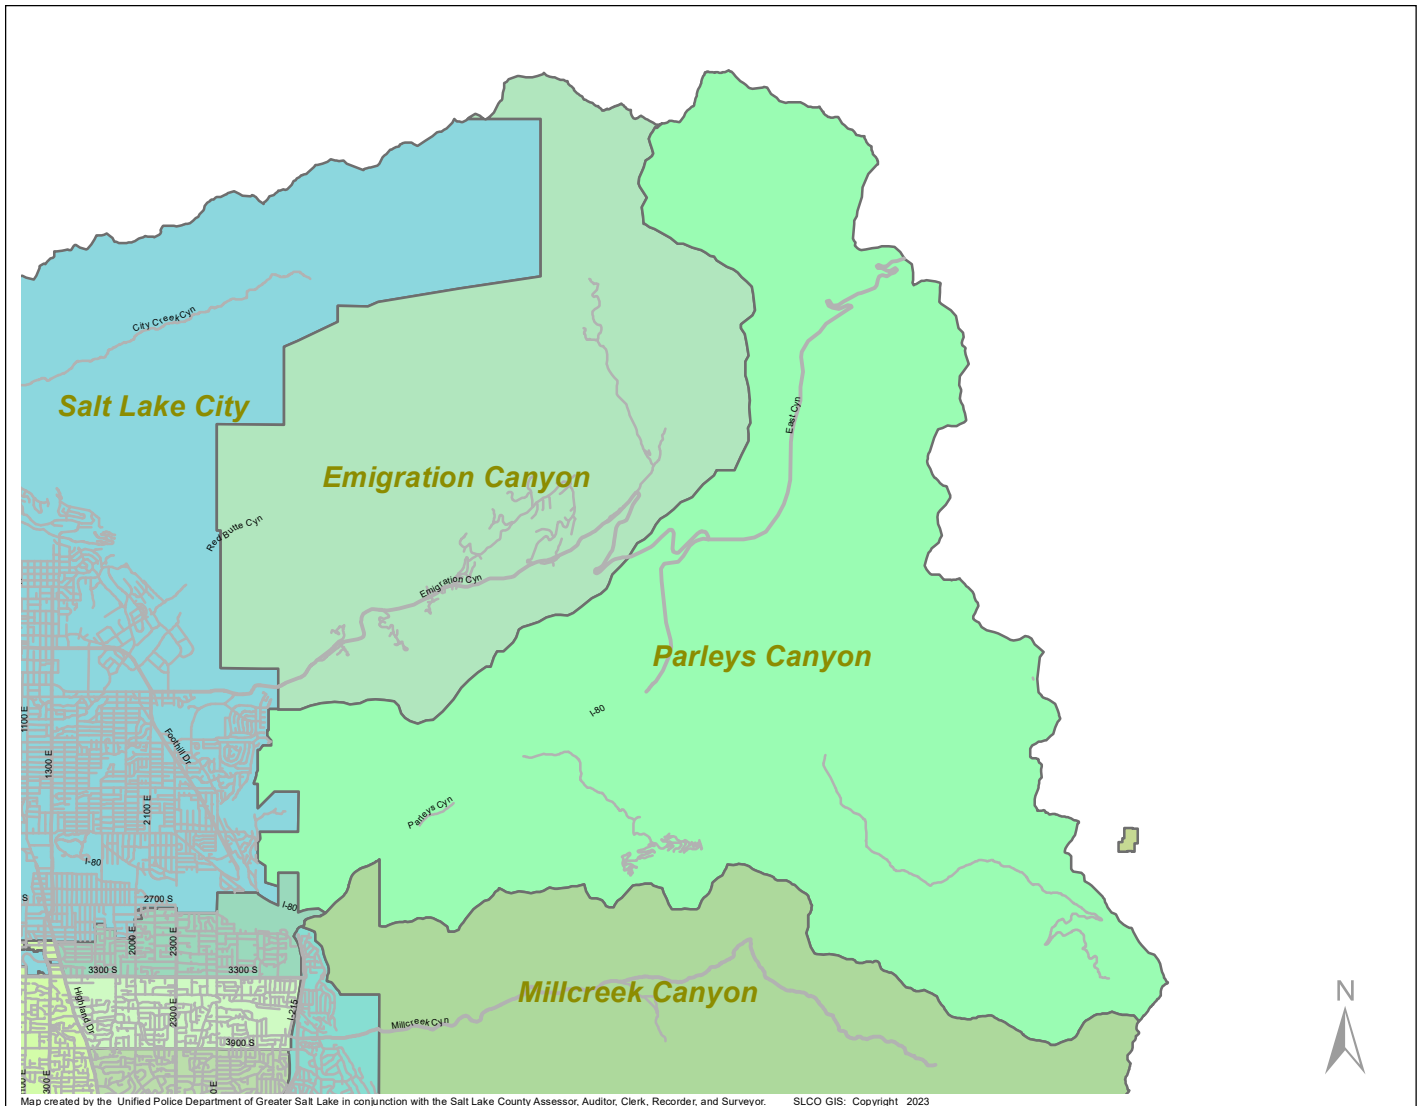 City Creek Cyn
Salt Lake City
East Cyn
Emigration Canyon
Red Butte Cyn
Emigration Cyn
Parleys Canyon
I-80
1100 E
1300 E
Foothill Dr
2100 E
Parleys Cyn
I-80
2700 S
S
I-80
2000 E
2300 E
3300 S
3300 S
Highland Dr
2300 E
I-215
Millcreek Canyon
Millcreek Cyn
3900 S
N
Map created by the Unified Police Department of Greater Salt Lake in conjunction with the Salt Lake County Assessor, Auditor, Clerk, Recorder, and Surveyor. SLCO GIS: Copyright 2023